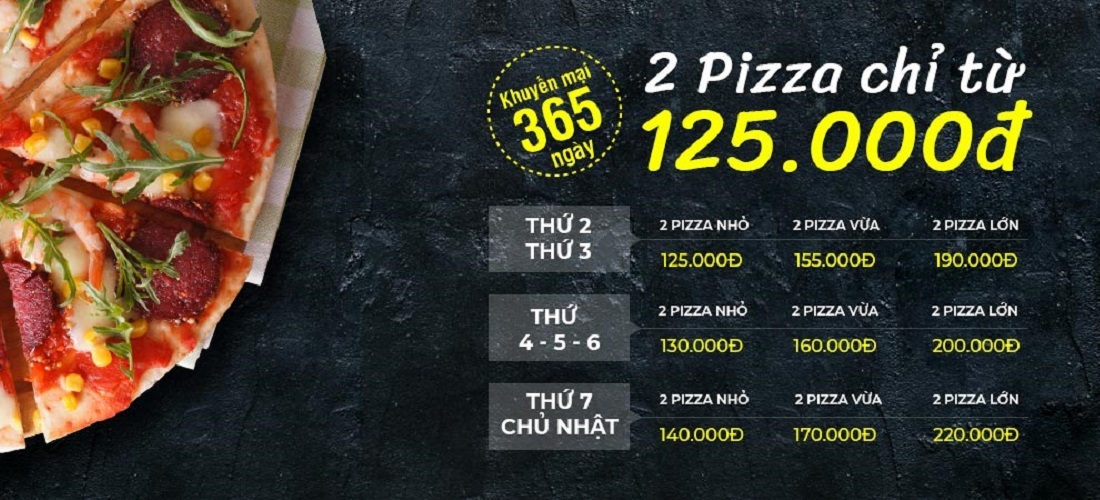 Khuyến mại
365
ngày
2 Pizza chỉ từ
125.000đ
THỨ 2
THỨ 3
2 PIZZA NHỎ 2 PIZZA VỪA 2 PIZZA LỚN
125.000Đ 155.000Đ 190.000Đ
THỨ
4 - 5 - 6
2 PIZZA NHỎ 2 PIZZA VỪA 2 PIZZA LỚN
130.000Đ 160.000Đ 200.000Đ
THỨ 7
CHỦ NHẬT
2 PIZZA NHỎ 2 PIZZA VỪA 2 PIZZA LỚN
140.000Đ 170.000Đ 220.000Đ